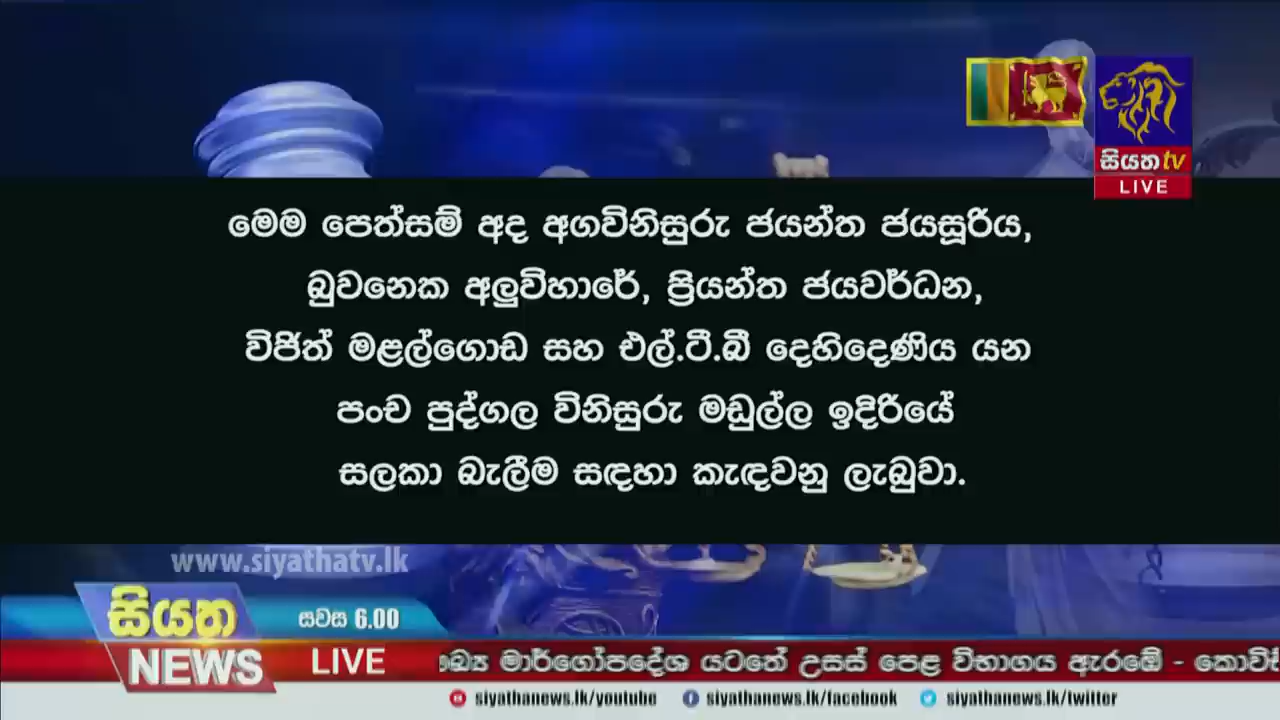 සියත tv
LIVE
මෙම පෙත්සම් අද අගවිනිසුරු ජයන්ත ජයසූරිය,
බුවනෙක අලුවිහාරේ, ප්‍රියන්ත ජයවර්ධන,
විජිත් මළල්ගොඩ සහ එල්.ටී.බී දෙහිදෙණිය යන
පංච පුද්ගල විනිසුරු මඩුල්ල ඉදිරියේ
සලකා බැලීම සඳහා කැඳවනු ලැබුවා.
www.siyathatv.lk
සියත
සවස 6.00
NEWS
LIVE
මාර්ගෝපදේශ යටතේ උසස් පෙළ විභාගය ඇරඹේ -
siyathanews.lk/youtube siyathanews.lk/facebook siyathanews.lk/twitter